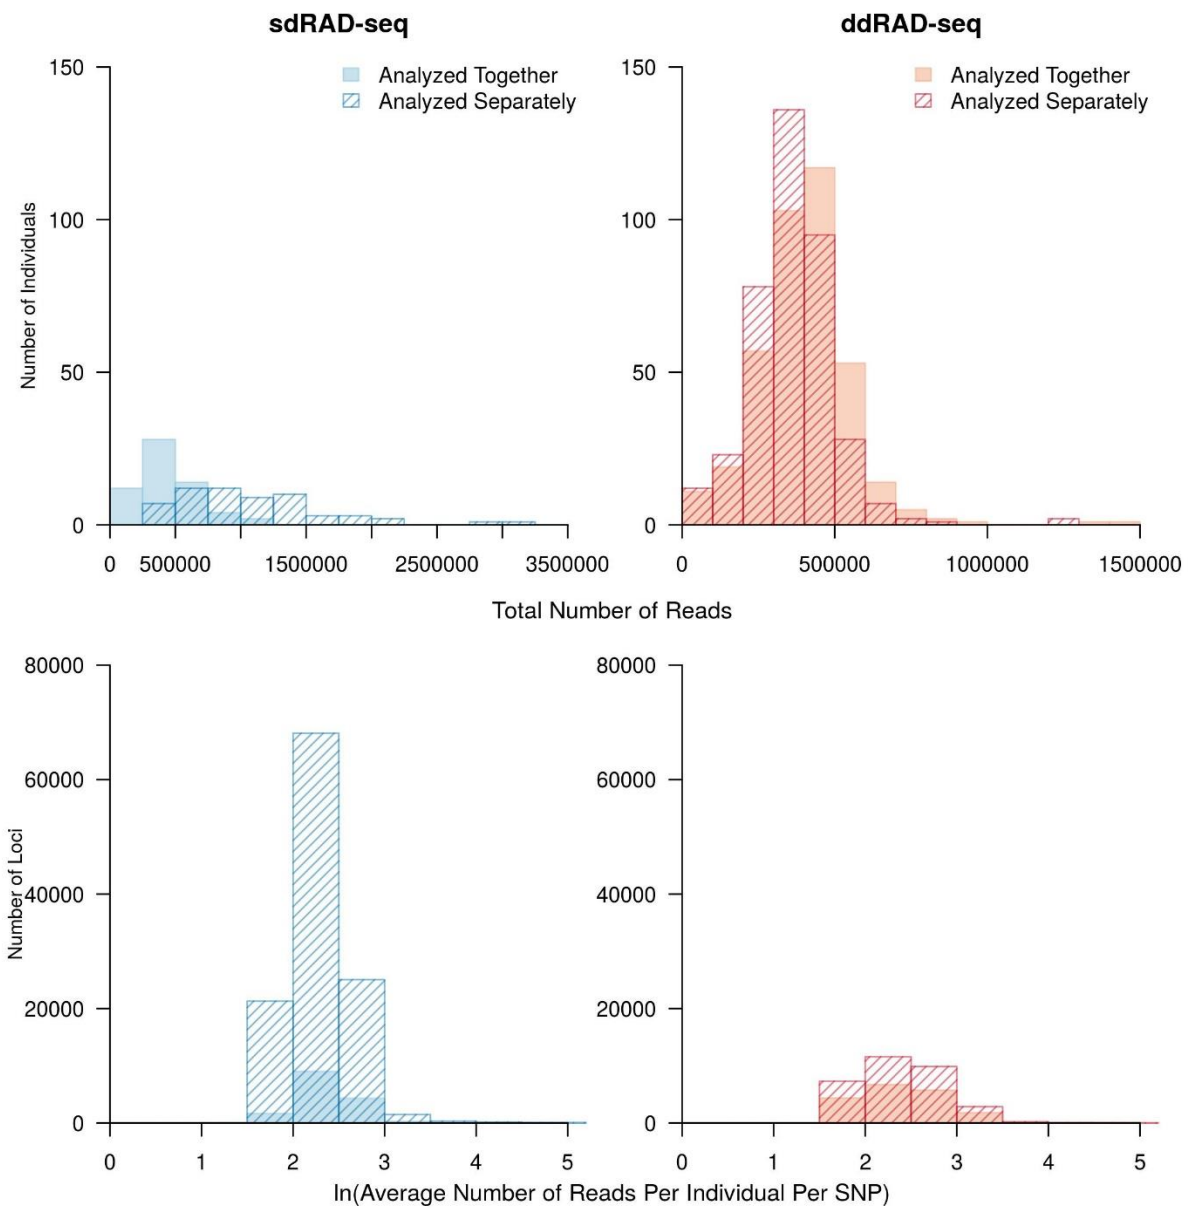 sdRAD-seq
150
Analyzed Together
Analyzed Separately
100
Number of Individuals
50
0
0 500000 1500000 2500000 3500000
ddRAD-seq
150
Analyzed Together
Analyzed Separately
100
50
0
0 500000 1000000 1500000
Total Number of Reads
80000
60000
40000
Number of Loci
20000
0
0 1 2 3 4 5
80000
60000
40000
20000
0
0 1 2 3 4 5
ln(Average Number of Reads Per Individual Per SNP)